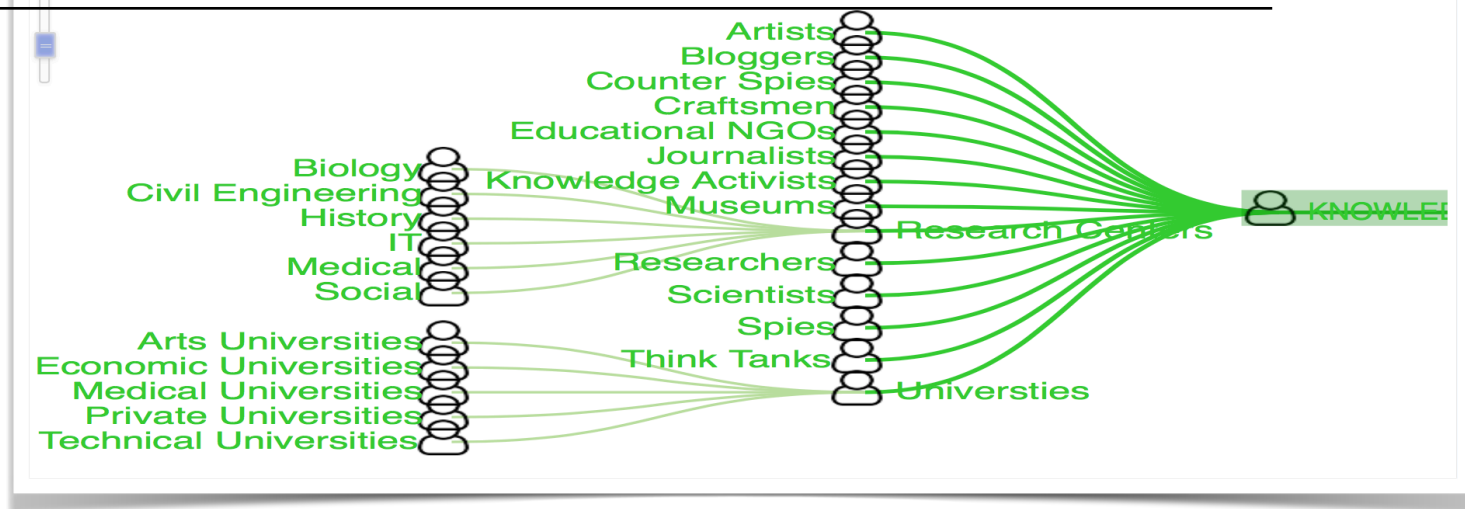 Artists
Bloggers
Counter Spies
Craftsmen
Educational NGOs
Journalists
Knowledge Activists
Museums
Research Centers
Researchers
Scientists
Spies
Think Tanks
Universties
Biology
Civil Engineering
History
IT
Medical
Social
Arts Universities
Economic Universities
Medical Universities
Private Universities
Technical Universities